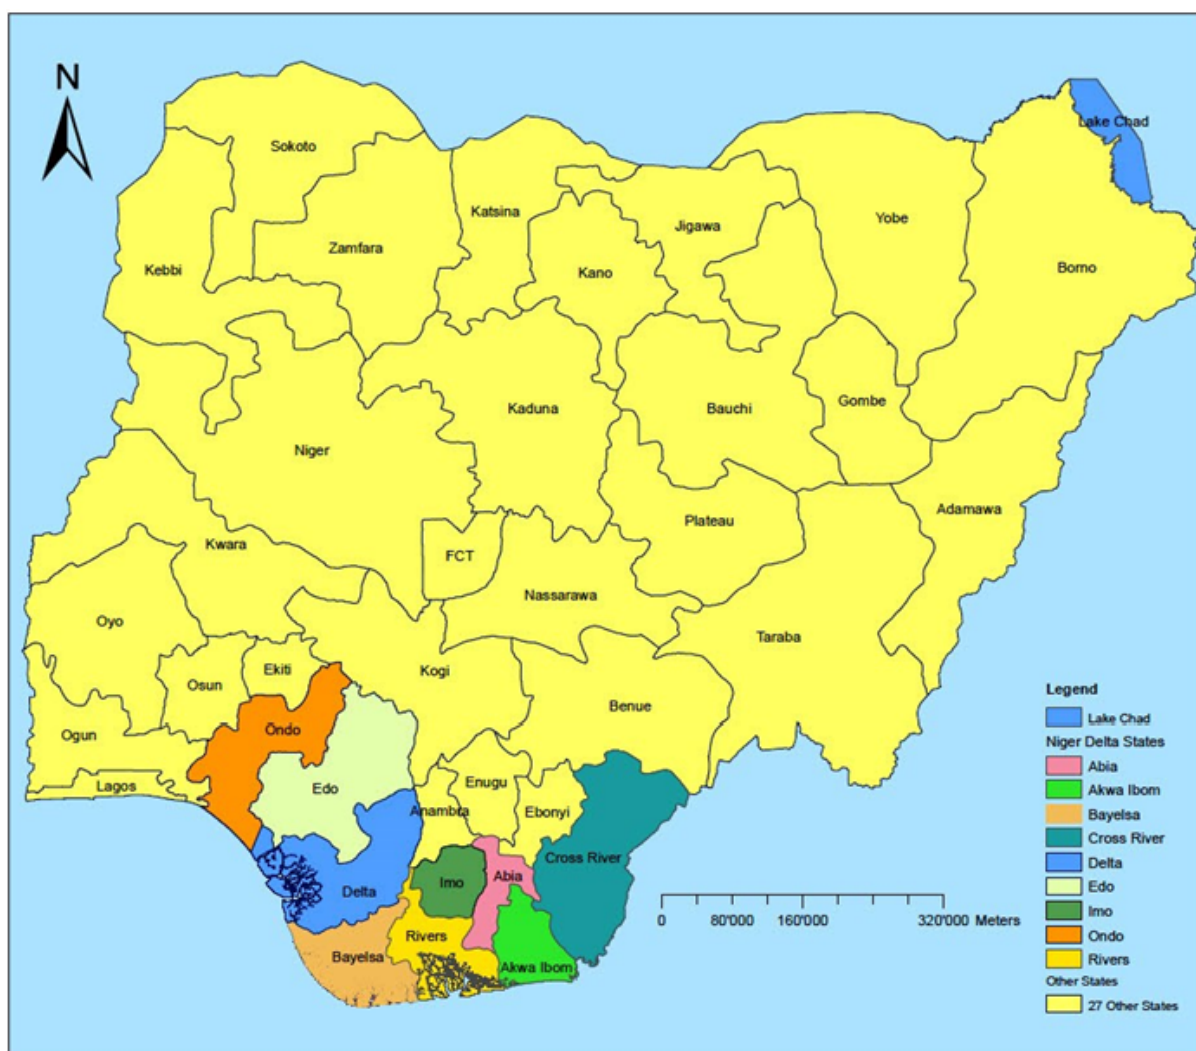 N
Lake Chad
Sokoto
Katsina
Jigawa
Yobe
Zamfara
Kebbi
Kano
Borno
Kaduna
Bauchi
Gombe
Niger
Adamawa
Plateau
Kwara
FCT
Nassarawa
Oyo
Taraba
Ekiti
Kogi
Osun
Benue
Ogun
Ōndo
Lagos
Edo
Enugu
Anambra
Ebonyi
Cross River
Imo
Abia
Delta
Rivers
Bayelsa
Akwa Ibom
Legend
Lake Chad
Niger Delta States
Abia
Akwa Ibom
Bayelsa
Cross River
Delta
Edo
Imo
Ondo
Rivers
Other States
27 Other States
0 80'000 160'000 320'000 Meters